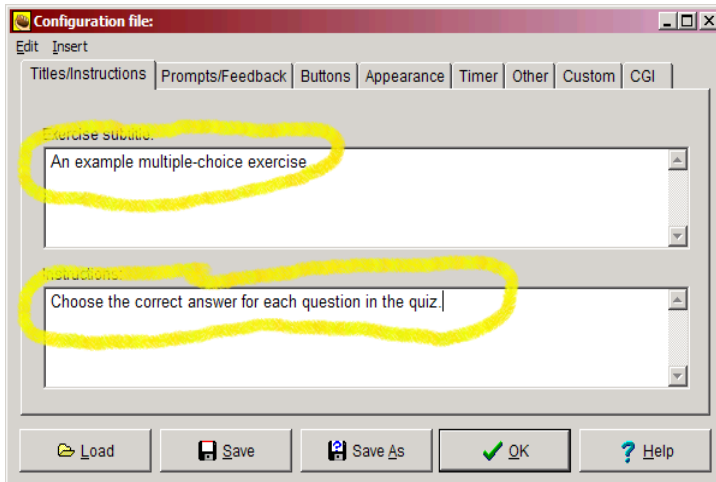 Configuration file:
Edit Insert
Titles/Instructions Prompts/Feedback Buttons Appearance Timer Other Custom CGI
Exercise subtitle:
An example multiple-choice exercise
Instructions:
Choose the correct answer for each question in the quiz.
Load Save Save As OK Help